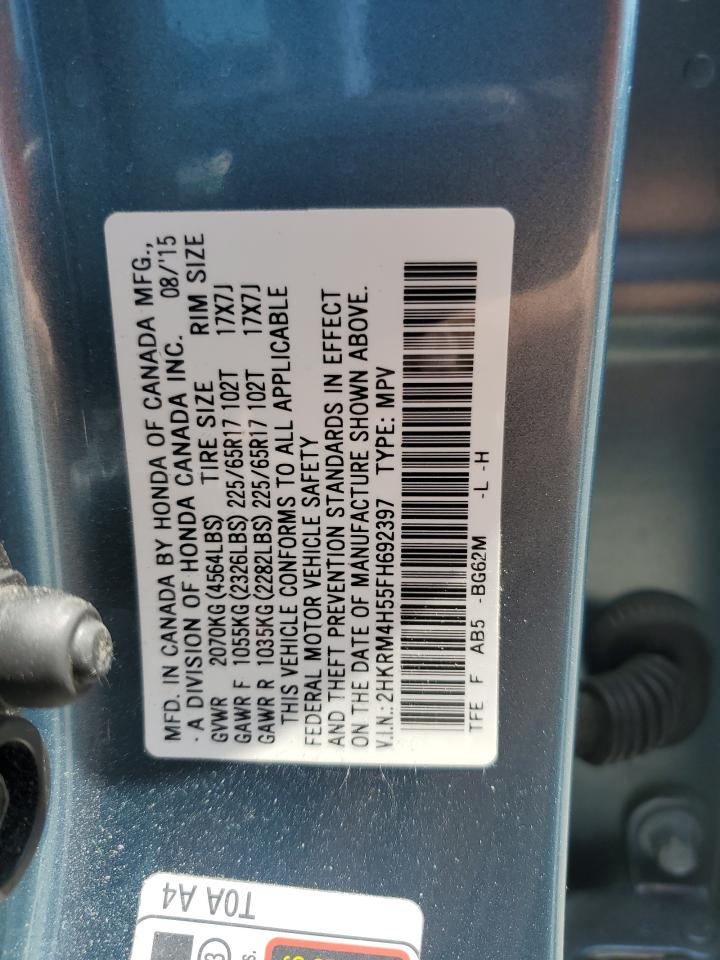 MFD. IN CANADA BY HONDA OF CANADA MFG.,
· A DIVISION OF HONDA CANADA INC. 08/'15
GVWR 2070KG(4564LBS) TIRE SIZE RIM SIZE
GAWR F 1055KG(2326LBS) 225/65R17 102T 17X7J
GAWR R 1035KG(2282LBS) 225/65R17 102T 17X7J
THIS VEHICLE CONFORMS TO ALL APPLICABLE
FEDERAL MOTOR VEHICLE SAFETY
AND THEFT PREVENTION STANDARDS IN EFFECT
ON THE DATE OF MANUFACTURE SHOWN ABOVE.
V.I.N.: 2HKRM4H55FH692397 TYPE: MPV
TFE F AB5 -BG62M -L -H
T0A A4
3
s.